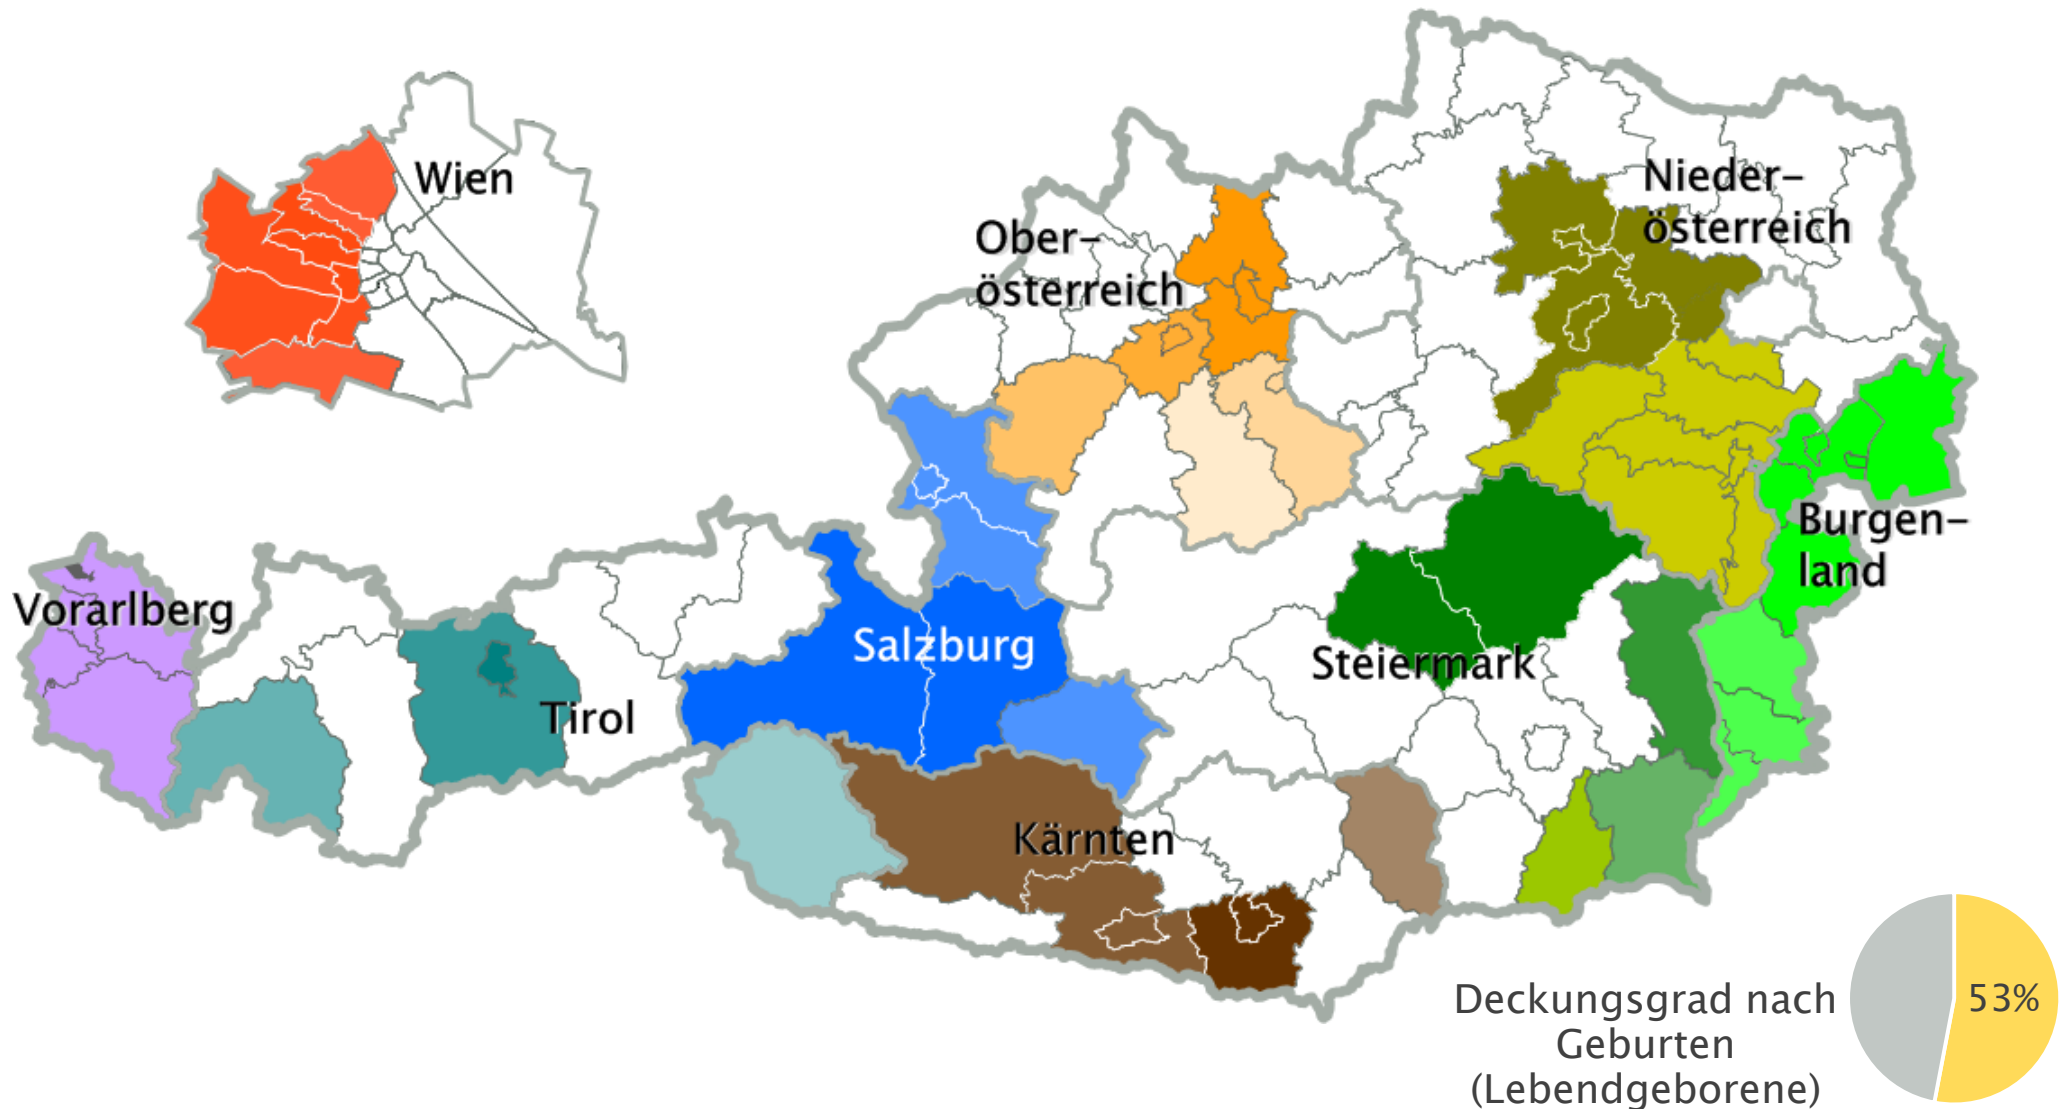 Wien
Nieder-
österreich
Ober-
österreich
Burgen-
land
Vorarlberg
Salzburg
Steiermark
Tirol
Kärnten
53%
Deckungsgrad nach
Geburten
(Lebendgeborene)